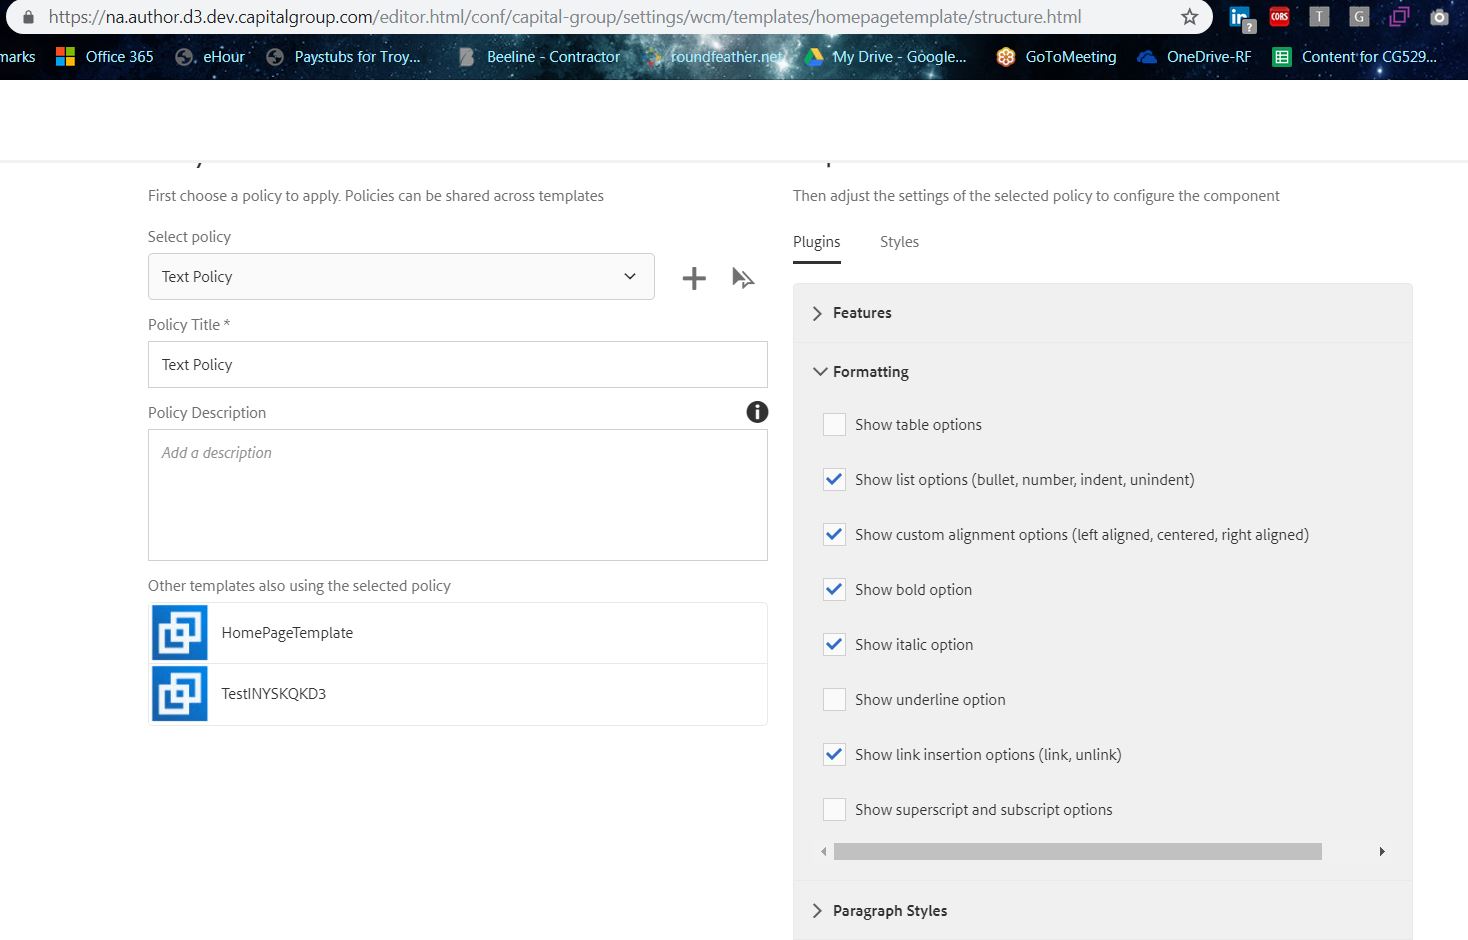 https://na.author.d3.dev.capitalgroup.com/editor.html/conf/capital-group/settings/wcm/templates/homepagetemplate/structure.html
in ? CORS T G
marks Office 365 eHour Paystubs for Troy... Beeline - Contractor roundfeather.net My Drive - Google... GoToMeeting OneDrive-RF Content for CG529...
First choose a policy to apply. Policies can be shared across templates
Select policy
Text Policy
Policy Title *
Text Policy
Policy Description
Add a description
Other templates also using the selected policy
HomePageTemplate
TestINYSKQKD3
Then adjust the settings of the selected policy to configure the component
Plugins Styles
Features
Formatting
Show table options
Show list options (bullet, number, indent, unindent)
Show custom alignment options (left aligned, centered, right aligned)
Show bold option
Show italic option
Show underline option
Show link insertion options (link, unlink)
Show superscript and subscript options
Paragraph Styles